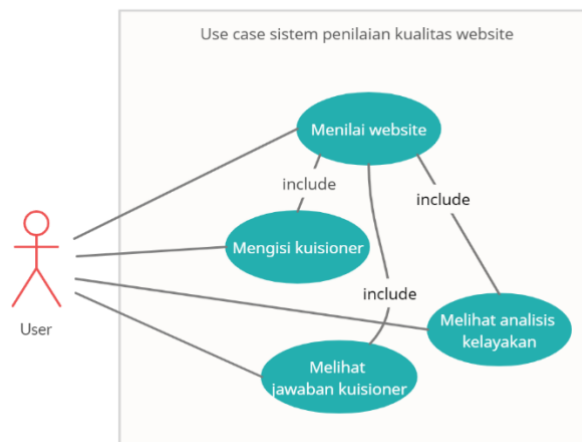 Use case sistem penilaian kualitas website
Menilai website
include
include
Mengisi kuisioner
include
User
Melihat analisis
kelayakan
Melihat
jawaban kuisioner